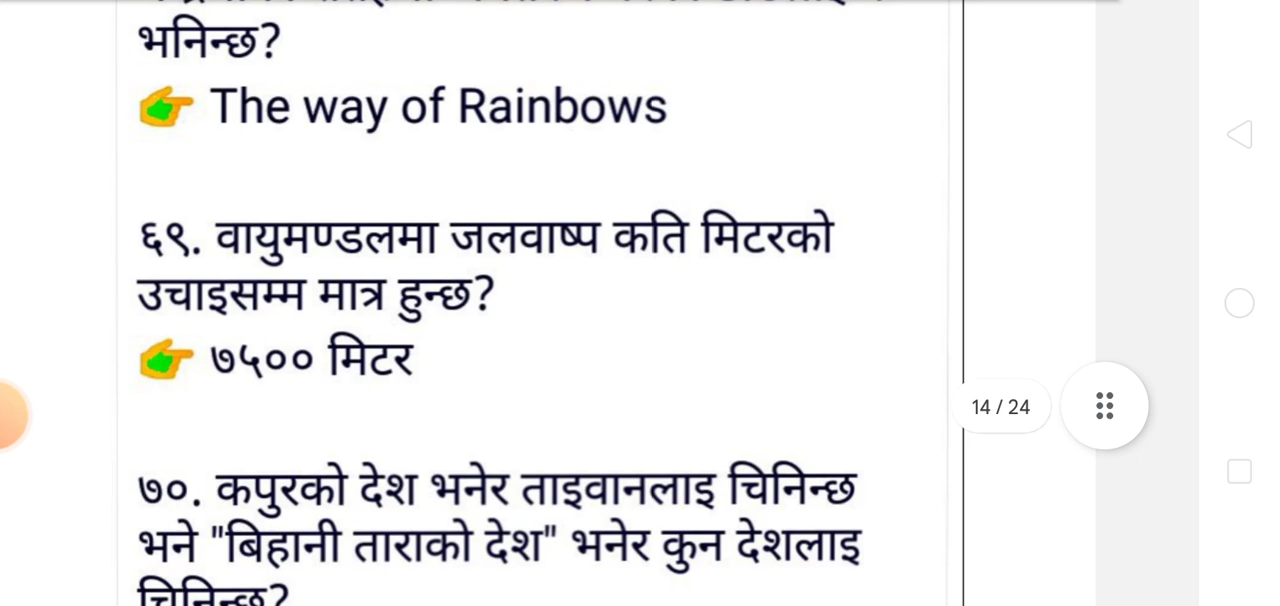 भनिन्छ?
👉 The way of Rainbows
६९. वायुमण्डलमा जलवाष्प कति मिटरको
उचाइसम्म मात्र हुन्छ?
👉 ७५०० मिटर
14 / 24
७०. कपुरको देश भनेर ताइवानलाइ चिनिन्छ
भने "बिहानी ताराको देश" भनेर कुन देशलाइ
चिनिन्छ?